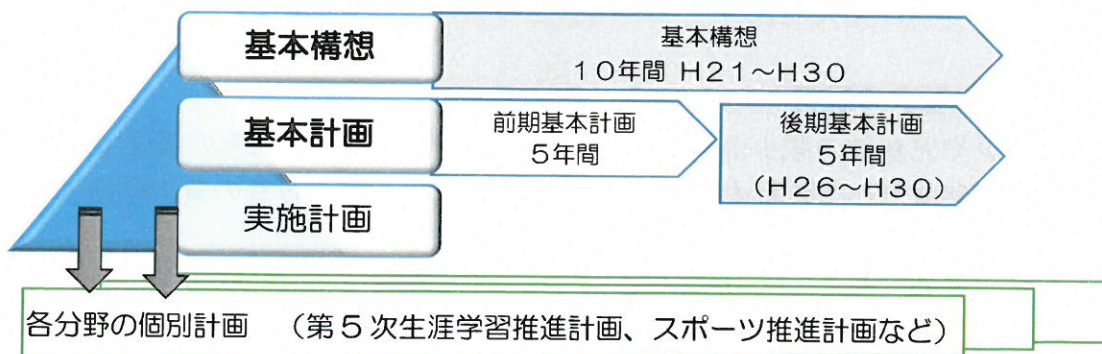 基本構想
基本構想
10年間 H21~H30
基本計画
前期基本計画
5年間
後期基本計画
5年間
(H26~H30)
実施計画
各分野の個別計画 (第5次生涯学習推進計画、スポーツ推進計画など)